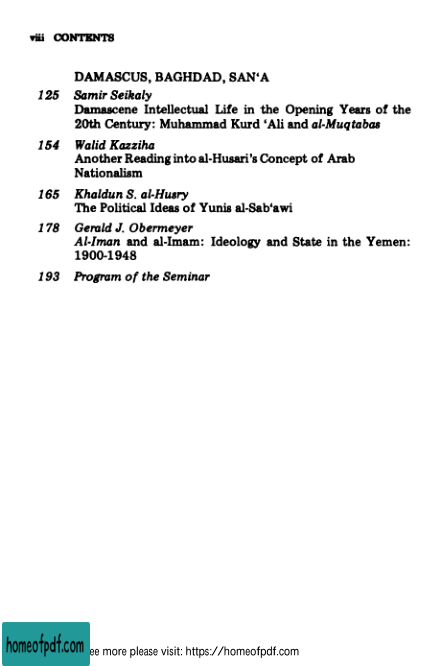 viii CONTENTS
DAMASCUS, BAGHDAD, SAN‘A
125 Samir Seikaly
Damascene Intellectual Life in the Opening Years of the
20th Century: Muhammad Kurd ‘Ali and al-Muqtabas
154 Walid Kazziha
Another Reading into al-Husari's Concept of Arab
Nationalism
165 Khaldun S. al-Husry
The Political Ideas of Yunis al-Sab‘awi
178 Gerald J. Obermeyer
Al-Iman and al-Imam: Ideology and State in the Yemen:
1900-1948
193 Program of the Seminar
homeofpdf.com ee more please visit: https://homeofpdf.com